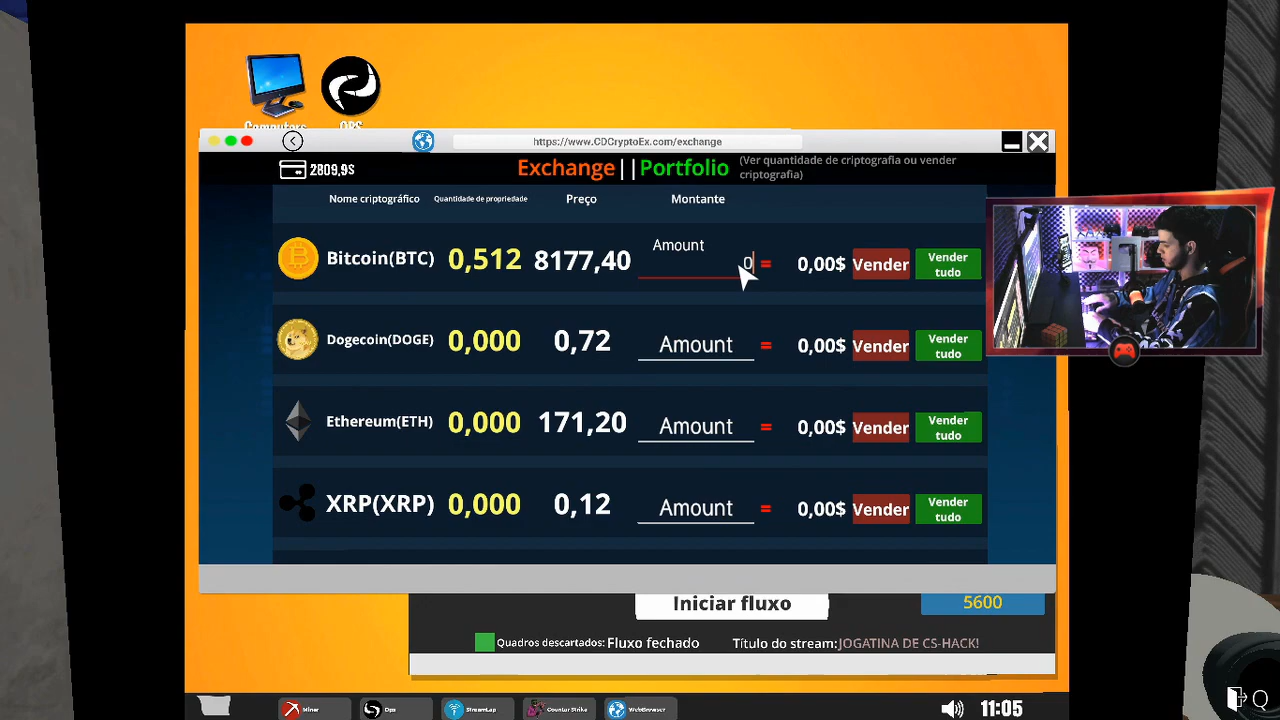 Computers
OBS
https://www.CDCryptoEx.com/exchange
2809,9$
Exchange||Portfolio
(Ver quantidade de criptografia ou vender
criptografia)
Nome criptográfico Quantidade de propriedade Preço Montante
Amount
Bitcoin(BTC) 0,512 8177,40 0 = 0,00$ Vender Vender
tudo
Dogecoin(DOGE) 0,000 0,72 Amount = 0,00$ Vender Vender
tudo
Ethereum(ETH) 0,000 171,20 Amount = 0,00$ Vender Vender
tudo
XRP(XRP) 0,000 0,12 Amount = 0,00$ Vender Vender
tudo
Iniciar fluxo 5600
Quadros descartados: Fluxo fechado Título do stream:JOGATINA DE CS-HACK!
Miner Ops StreamLap Counter Strike WebBrowser 11:05
Q